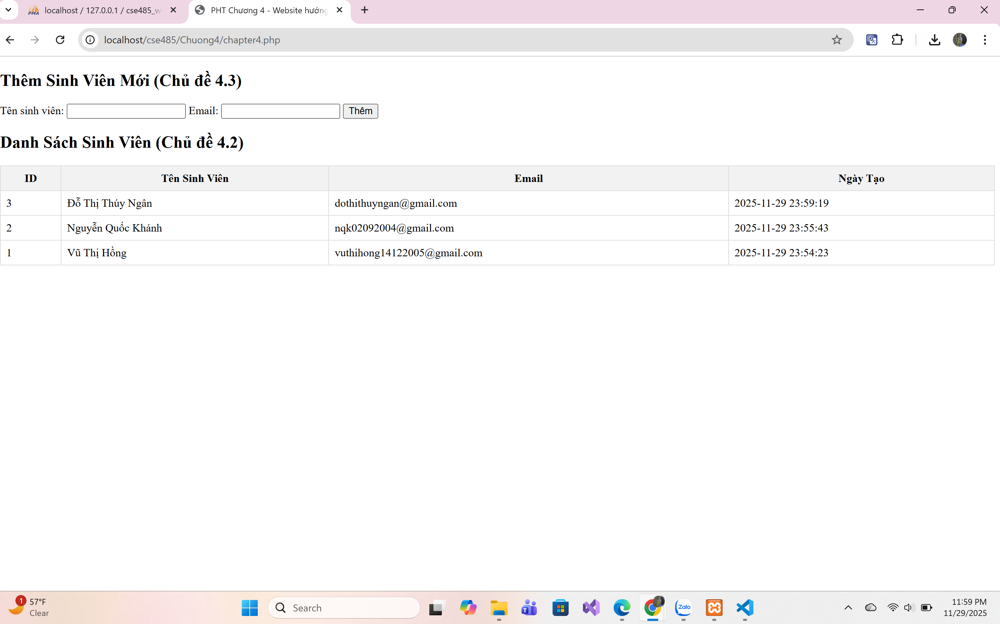 PMA localhost / 127.0.0.1 / cse485_w PHT Chương 4 - Website hướng
localhost/cse485/Chuong4/chapter4.php
Thêm Sinh Viên Mới (Chủ đề 4.3)
Tên sinh viên: Email: Thêm
Danh Sách Sinh Viên (Chủ đề 4.2)
ID Tên Sinh Viên Email Ngày Tạo
3 Đỗ Thị Thúy Ngân dothithuyngan@gmail.com 2025-11-29 23:59:19
2 Nguyễn Quốc Khánh nqk02092004@gmail.com 2025-11-29 23:55:43
1 Vũ Thị Hồng vuthihong14122005@gmail.com 2025-11-29 23:54:23
1 57°F
Clear
Search
Zalo
11:59 PM
11/29/2025